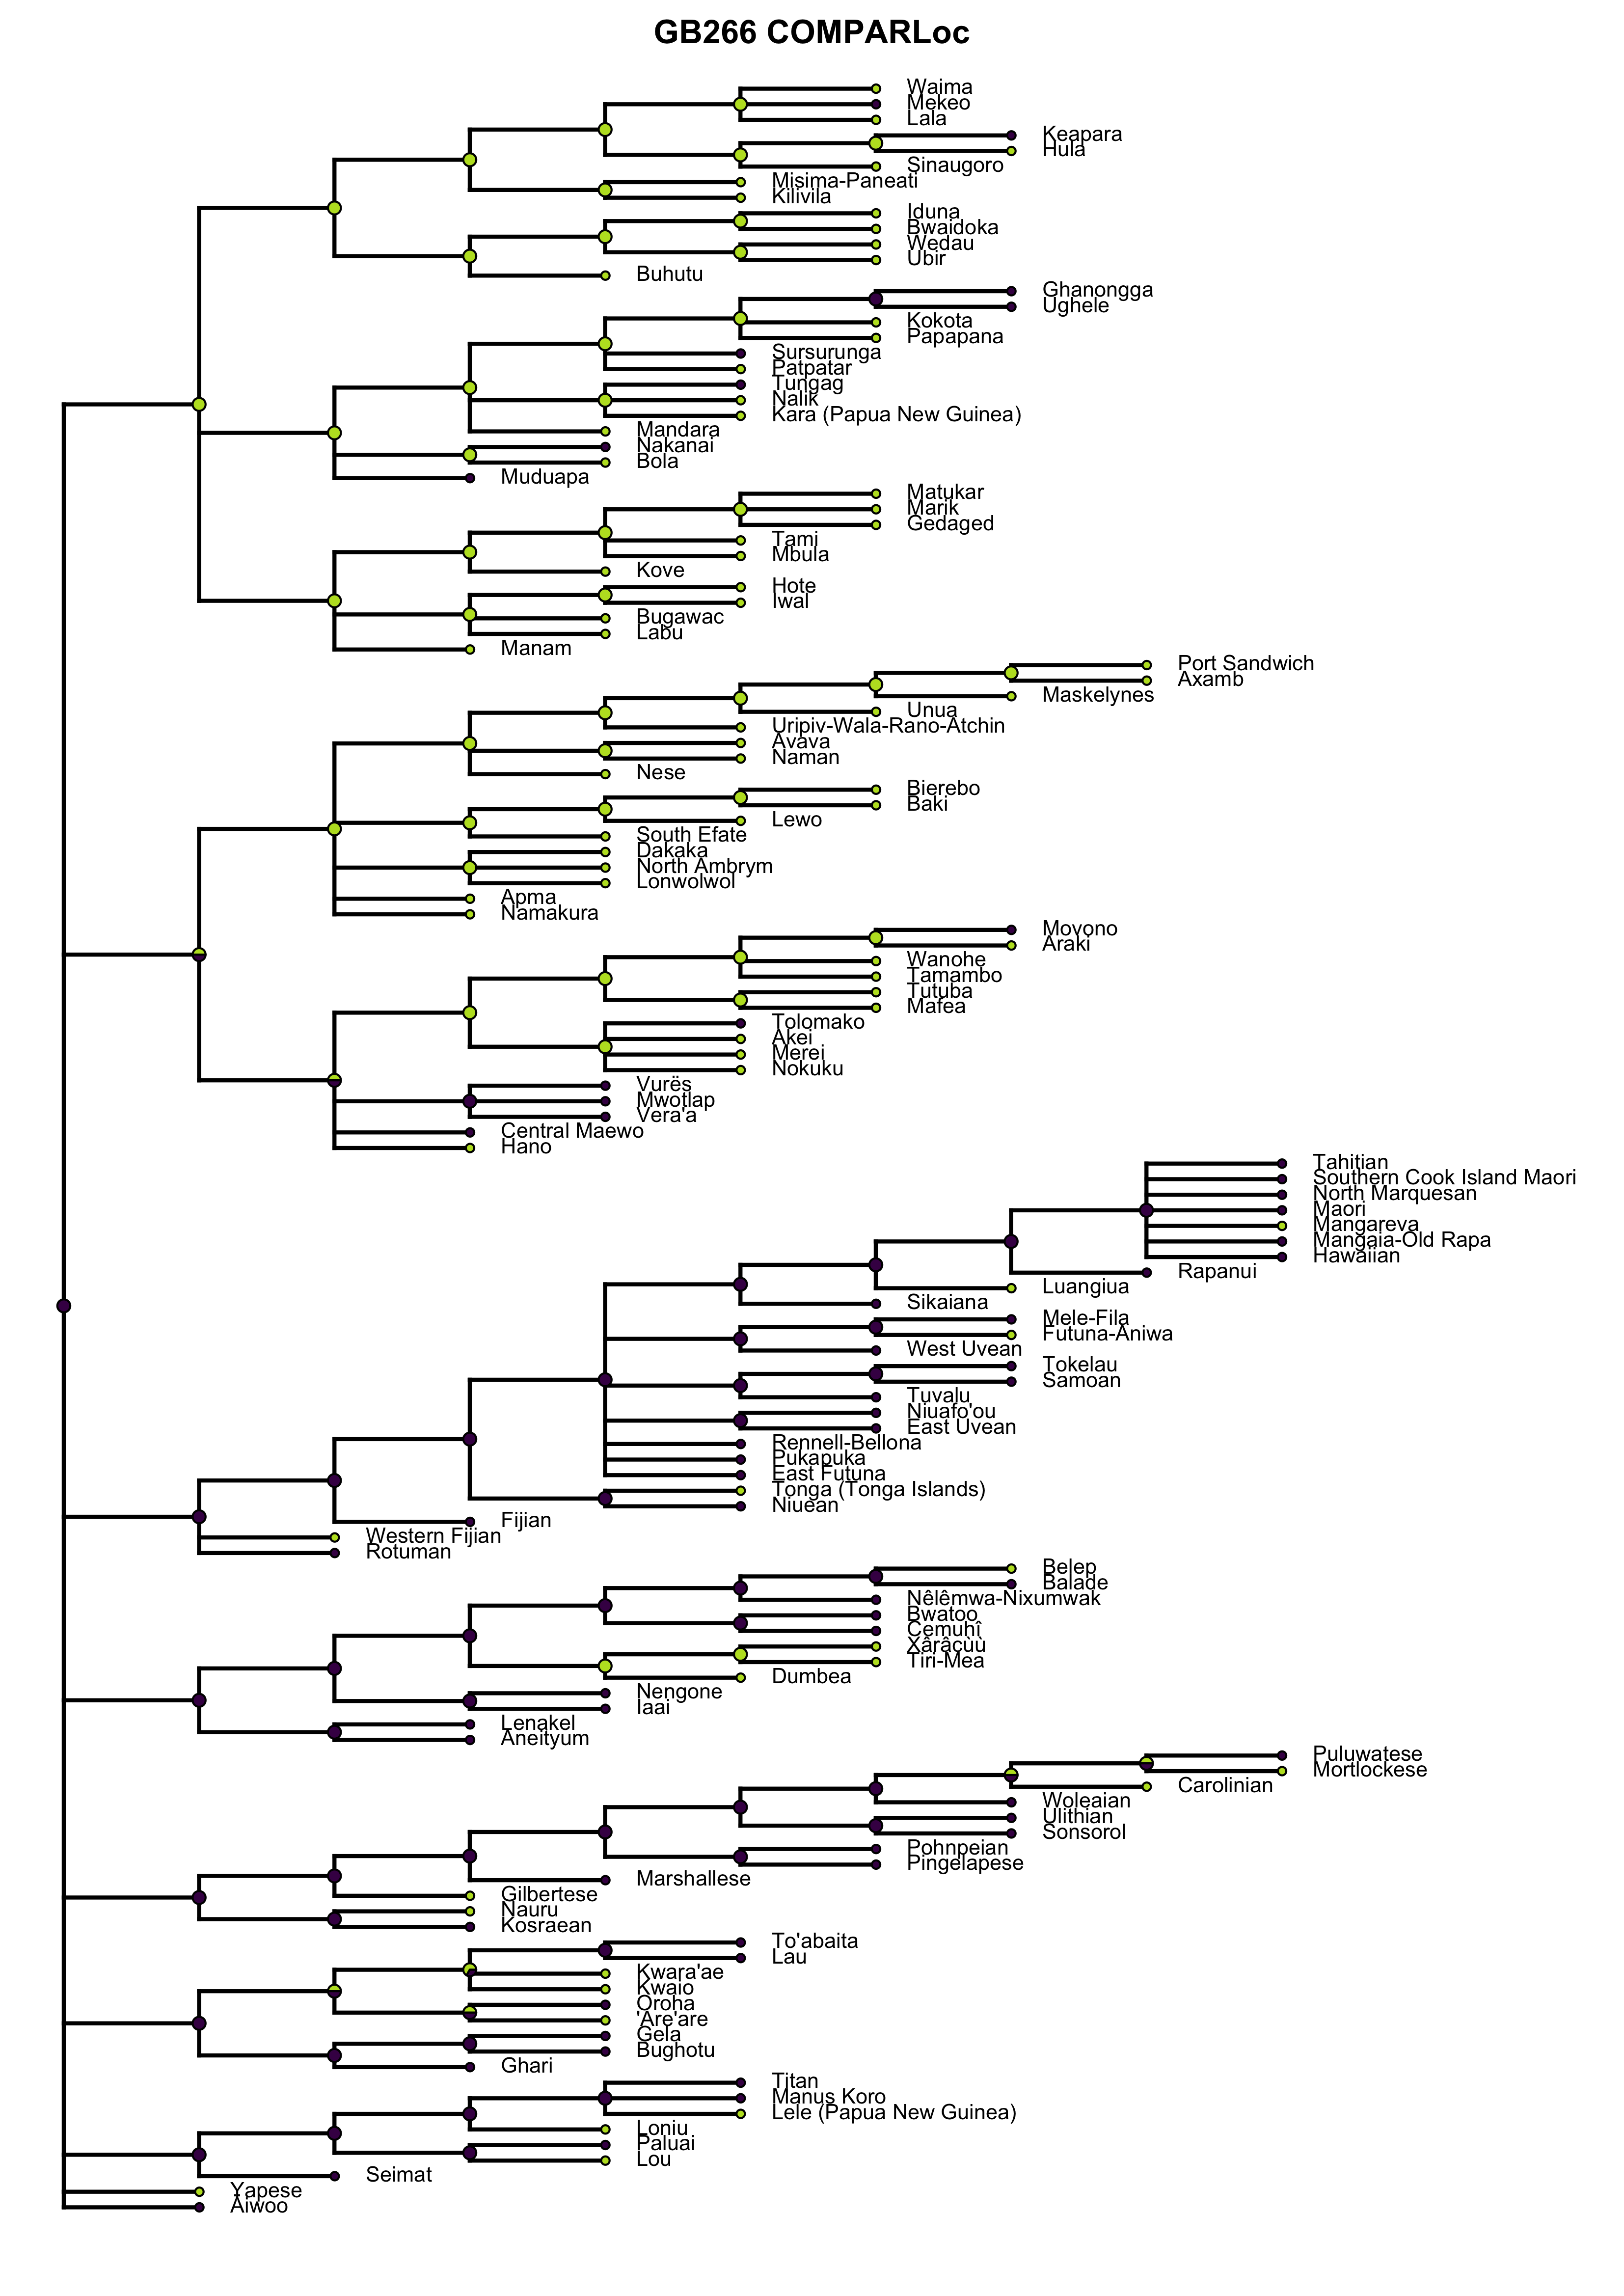 GB266 COMPARLoc
Waima
Mekeo
Lala
Keapara
Hula
Sinaugoro
Misima-Paneati
Kilivila
Iduna
Bwaidoka
Wedau
Ubir
Buhutu
Ghanongga
Ughele
Kokota
Papapana
Sursurunga
Patpatar
Tungag
Nalik
Kara (Papua New Guinea)
Mandara
Nakanai
Bola
Muduapa
Matukar
Marik
Gedaged
Tami
Mbula
Kove
Hote
Iwal
Bugawac
Labu
Manam
Port Sandwich
Axamb
Maskelynes
Unua
Uripiv-Wala-Rano-Atchin
Avava
Naman
Nese
Bierebo
Baki
Lewo
South Efate
Dakaka
North Ambrym
Lonwolwol
Apma
Namakura
Movono
Araki
Wanohe
Tamambo
Tutuba
Mafea
Tolomako
Akei
Merei
Nokuku
Vurës
Mwotlap
Vera'a
Central Maewo
Hano
Tahitian
Southern Cook Island Maori
North Marquesan
Maori
Mangareva
Mangaia-Old Rapa
Hawaiian
Rapanui
Luangiua
Sikaiana
Mele-Fila
Futuna-Aniwa
West Uvean
Tokelau
Samoan
Tuvalu
Niuafo'ou
East Uvean
Rennell-Bellona
Pukapuka
East Futuna
Tonga (Tonga Islands)
Niuean
Fijian
Western Fijian
Rotuman
Belep
Balade
Nêlêmwa-Nixumwak
Bwatoo
Cemuhî
Xârâcùù
Tiri-Mea
Dumbea
Nengone
Iaai
Lenakel
Aneityum
Puluwatese
Mortlockese
Carolinian
Woleaian
Ulithian
Sonsorol
Pohnpeian
Pingelapese
Marshallese
Gilbertese
Nauru
Kosraean
To'abaita
Lau
Kwara'ae
Kwaio
Oroha
'Are'are
Gela
Bughotu
Ghari
Titan
Manus Koro
Lele (Papua New Guinea)
Loniu
Paluai
Lou
Seimat
Yapese
Äiwoo